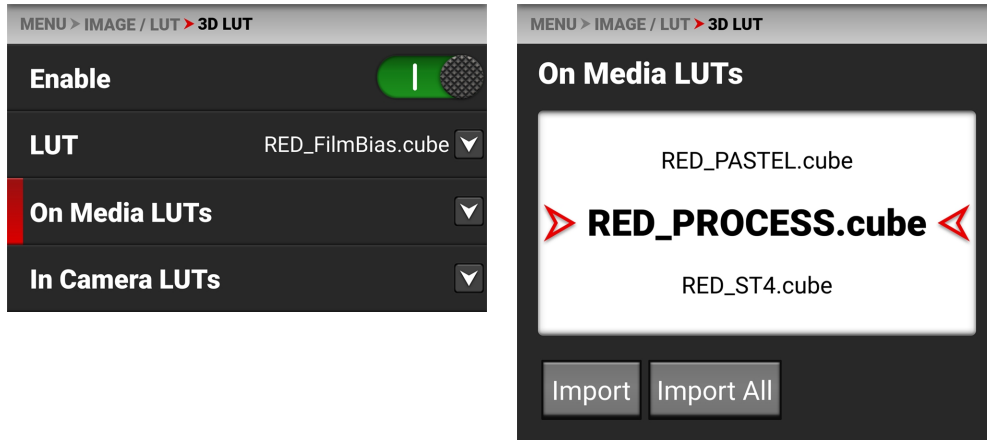 MENU > IMAGE / LUT > 3D LUT
Enable
LUT RED_FilmBias.cube
On Media LUTs
In Camera LUTs
MENU > IMAGE / LUT > 3D LUT
On Media LUTs
RED_PASTEL.cube
RED_PROCESS.cube
RED_ST4.cube
Import Import All